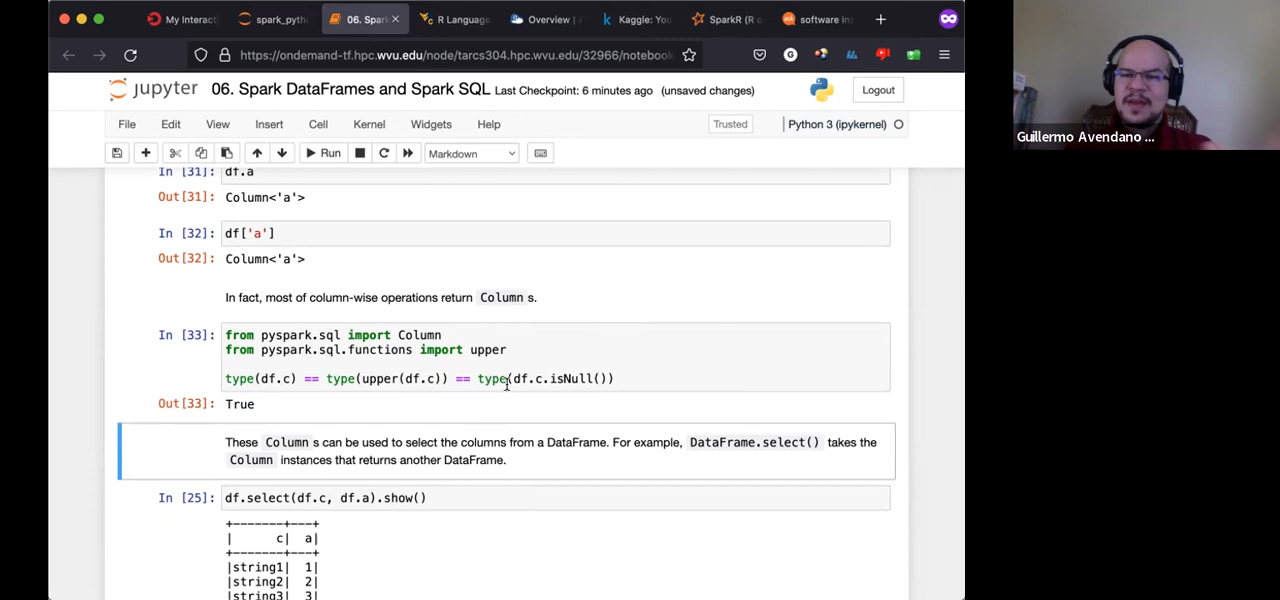 My Interact
spark_pytho
06. Spark
R Language
Overview |
Kaggle: You
SparkR (R o
software ins
https://ondemand-tf.hpc.wvu.edu/node/tarcs304.hpc.wvu.edu/32966/notebook
Guillermo Avendano ...
jupyter 06. Spark DataFrames and Spark SQL Last Checkpoint: 6 minutes ago (unsaved changes)
Logout
File Edit View Insert Cell Kernel Widgets Help
Trusted
Python 3 (ipykernel)
Run
Markdown
In [31]: df.a
Out[31]: Column<'a'>
In [32]: df['a']
Out[32]: Column<'a'>
In fact, most of column-wise operations return Column s.
In [33]: from pyspark.sql import Column
from pyspark.sql.functions import upper
type(df.c) == type(upper(df.c)) == type(df.c.isNull())
Out[33]: True
These Column s can be used to select the columns from a DataFrame. For example, DataFrame.select() takes the
Column instances that returns another DataFrame.
In [25]: df.select(df.c, df.a).show()
+-------+---+
|      c|  a|
+-------+---+
|string1|  1|
|string2|  2|
|string3|  3|